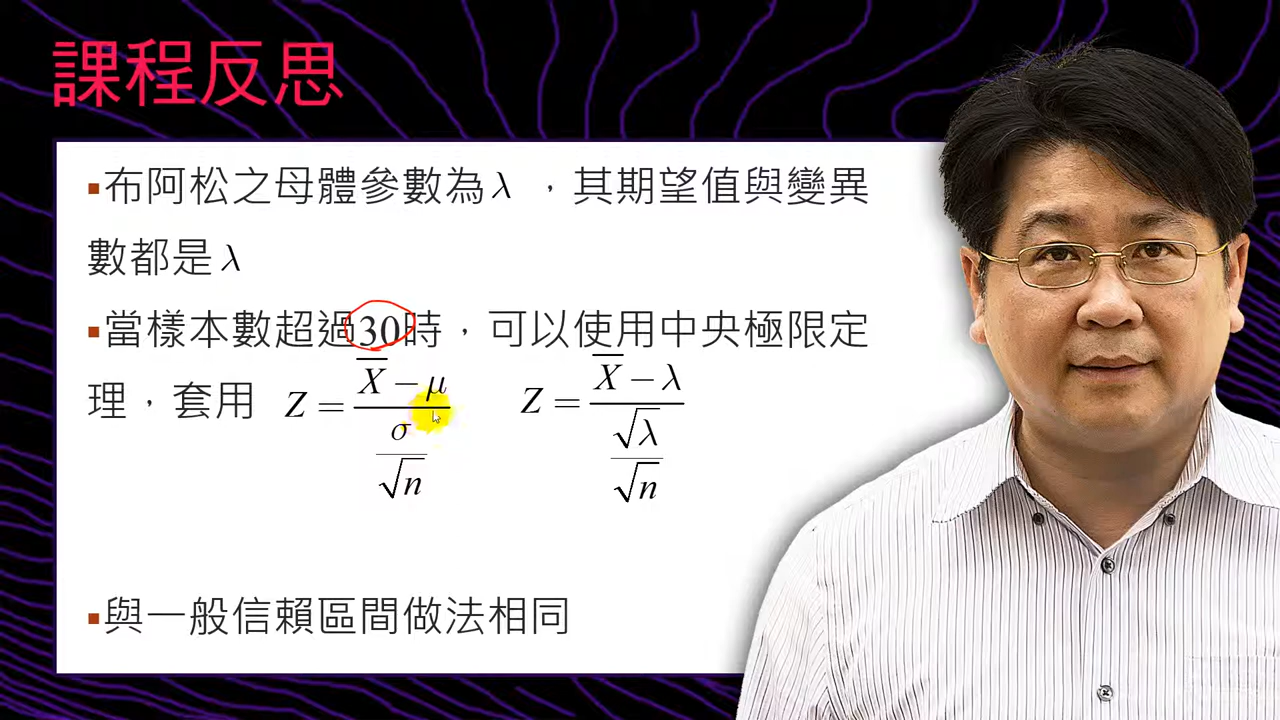 課程反思
▪布阿松之母體參數為λ ，其期望值與變異
數都是λ
▪當樣本數超過30時，可以使用中央極限定
理，套用 Z = (X̅ − μ) / (σ / √n) Z = (X̅ − λ) / (√λ / √n)
▪與一般信賴區間做法相同